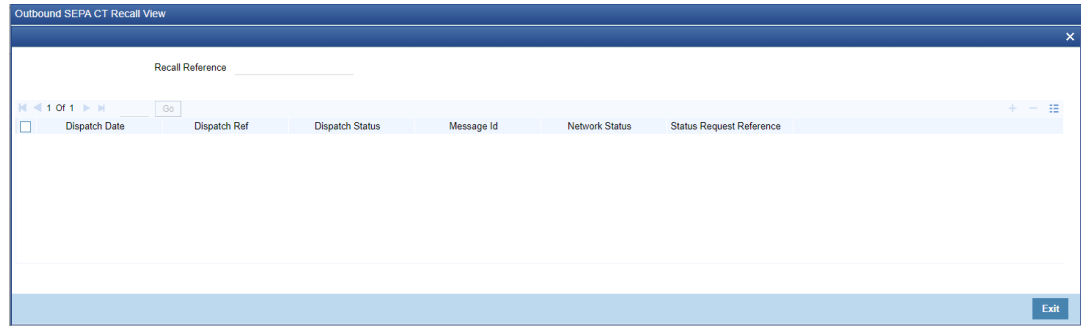 Outbound SEPA CT Recall View
Recall Reference
1 Of 1 Go
Dispatch Date Dispatch Ref Dispatch Status Message Id Network Status Status Request Reference
Exit